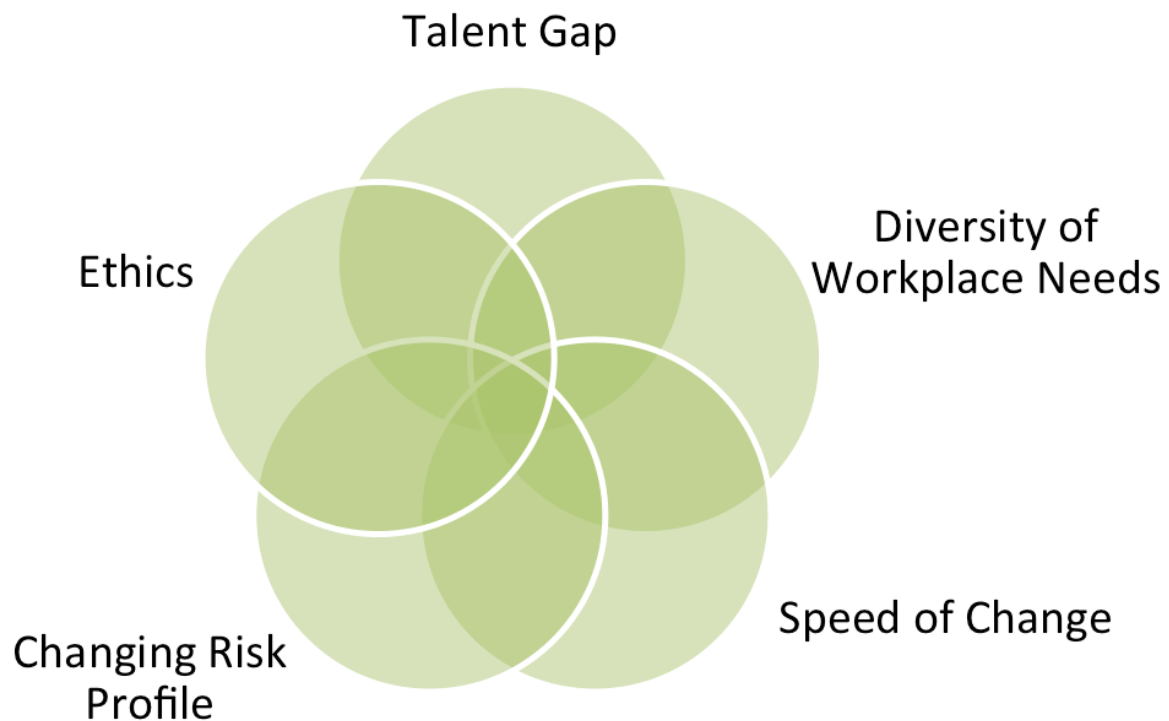 Talent Gap
Diversity of
Workplace Needs
Ethics
Speed of Change
Changing Risk
Profile